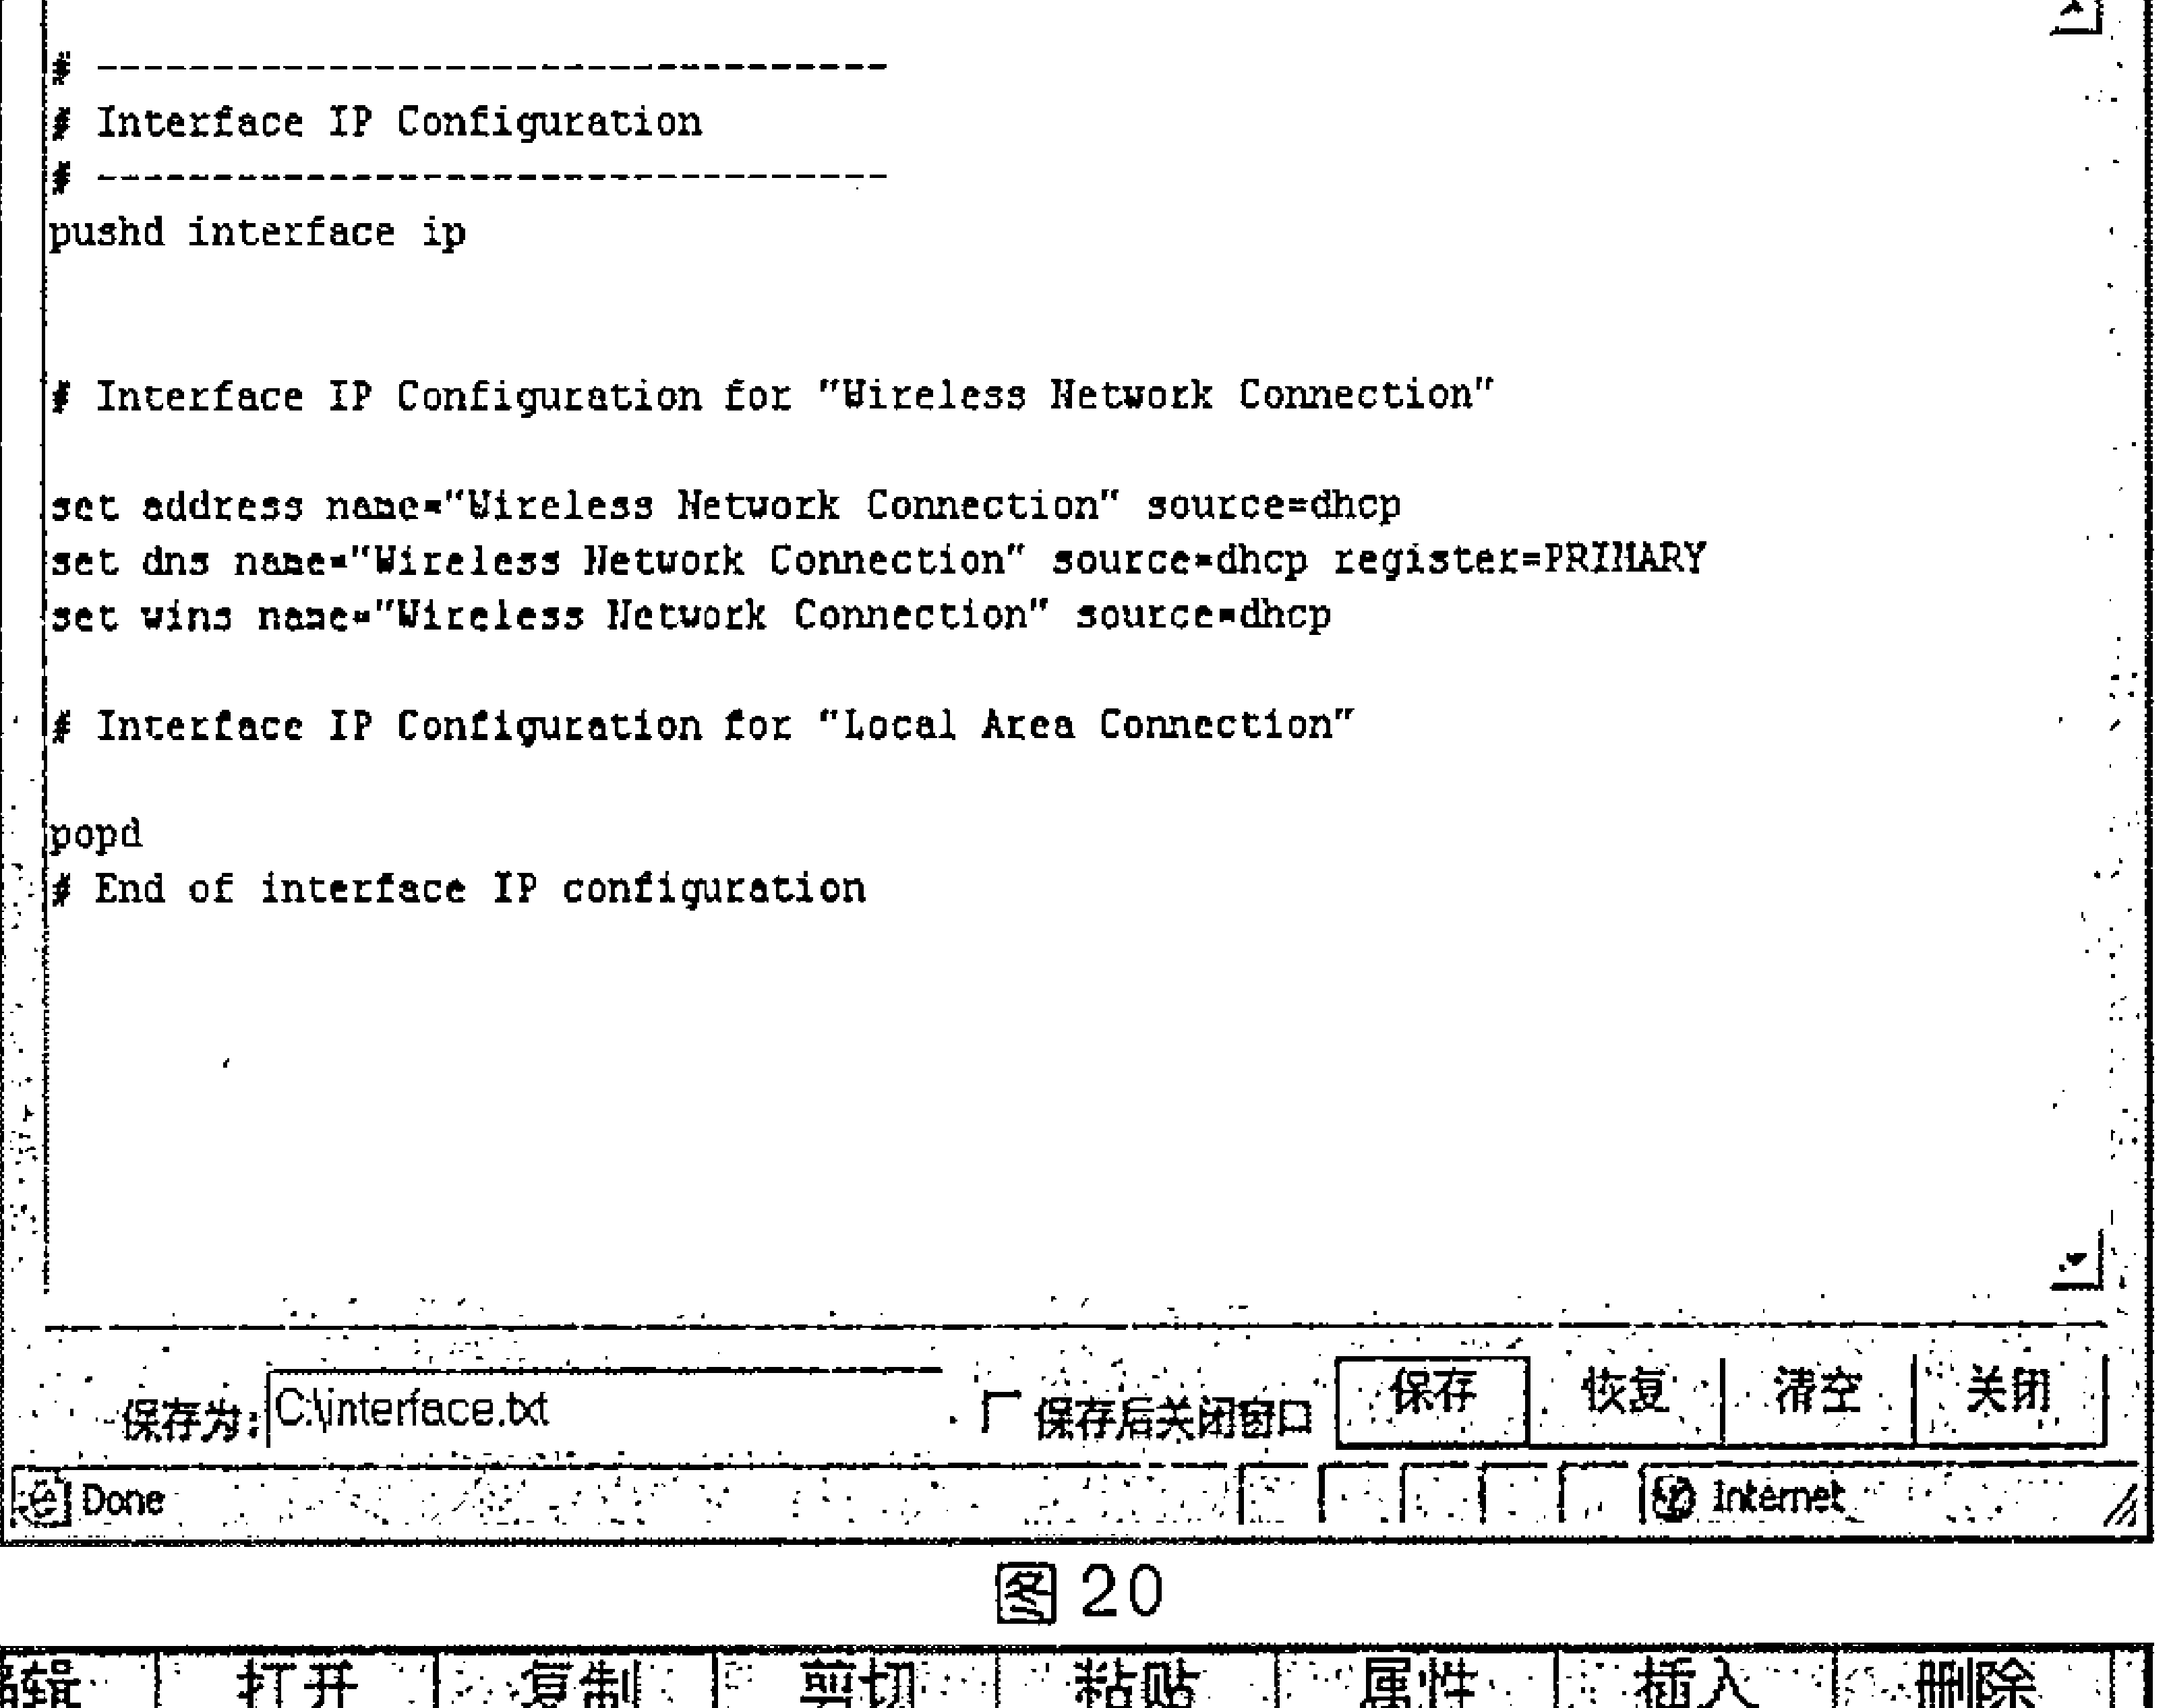 # ----------------------------------
# Interface IP Configuration
# ----------------------------------
pushd interface ip
# Interface IP Configuration for "Wireless Network Connection"
set address name="Wireless Network Connection" source=dhcp
set dns name="Wireless Network Connection" source=dhcp register=PRIMARY
set wins name="Wireless Network Connection" source=dhcp
# Interface IP Configuration for "Local Area Connection"
popd
# End of interface IP configuration
保存为: C:\interface.txt 保存后关闭窗口 保存 恢复 清空 关闭
Done Internet
图 20
编辑 打开 复制 剪切 粘贴 属性 插入 删除